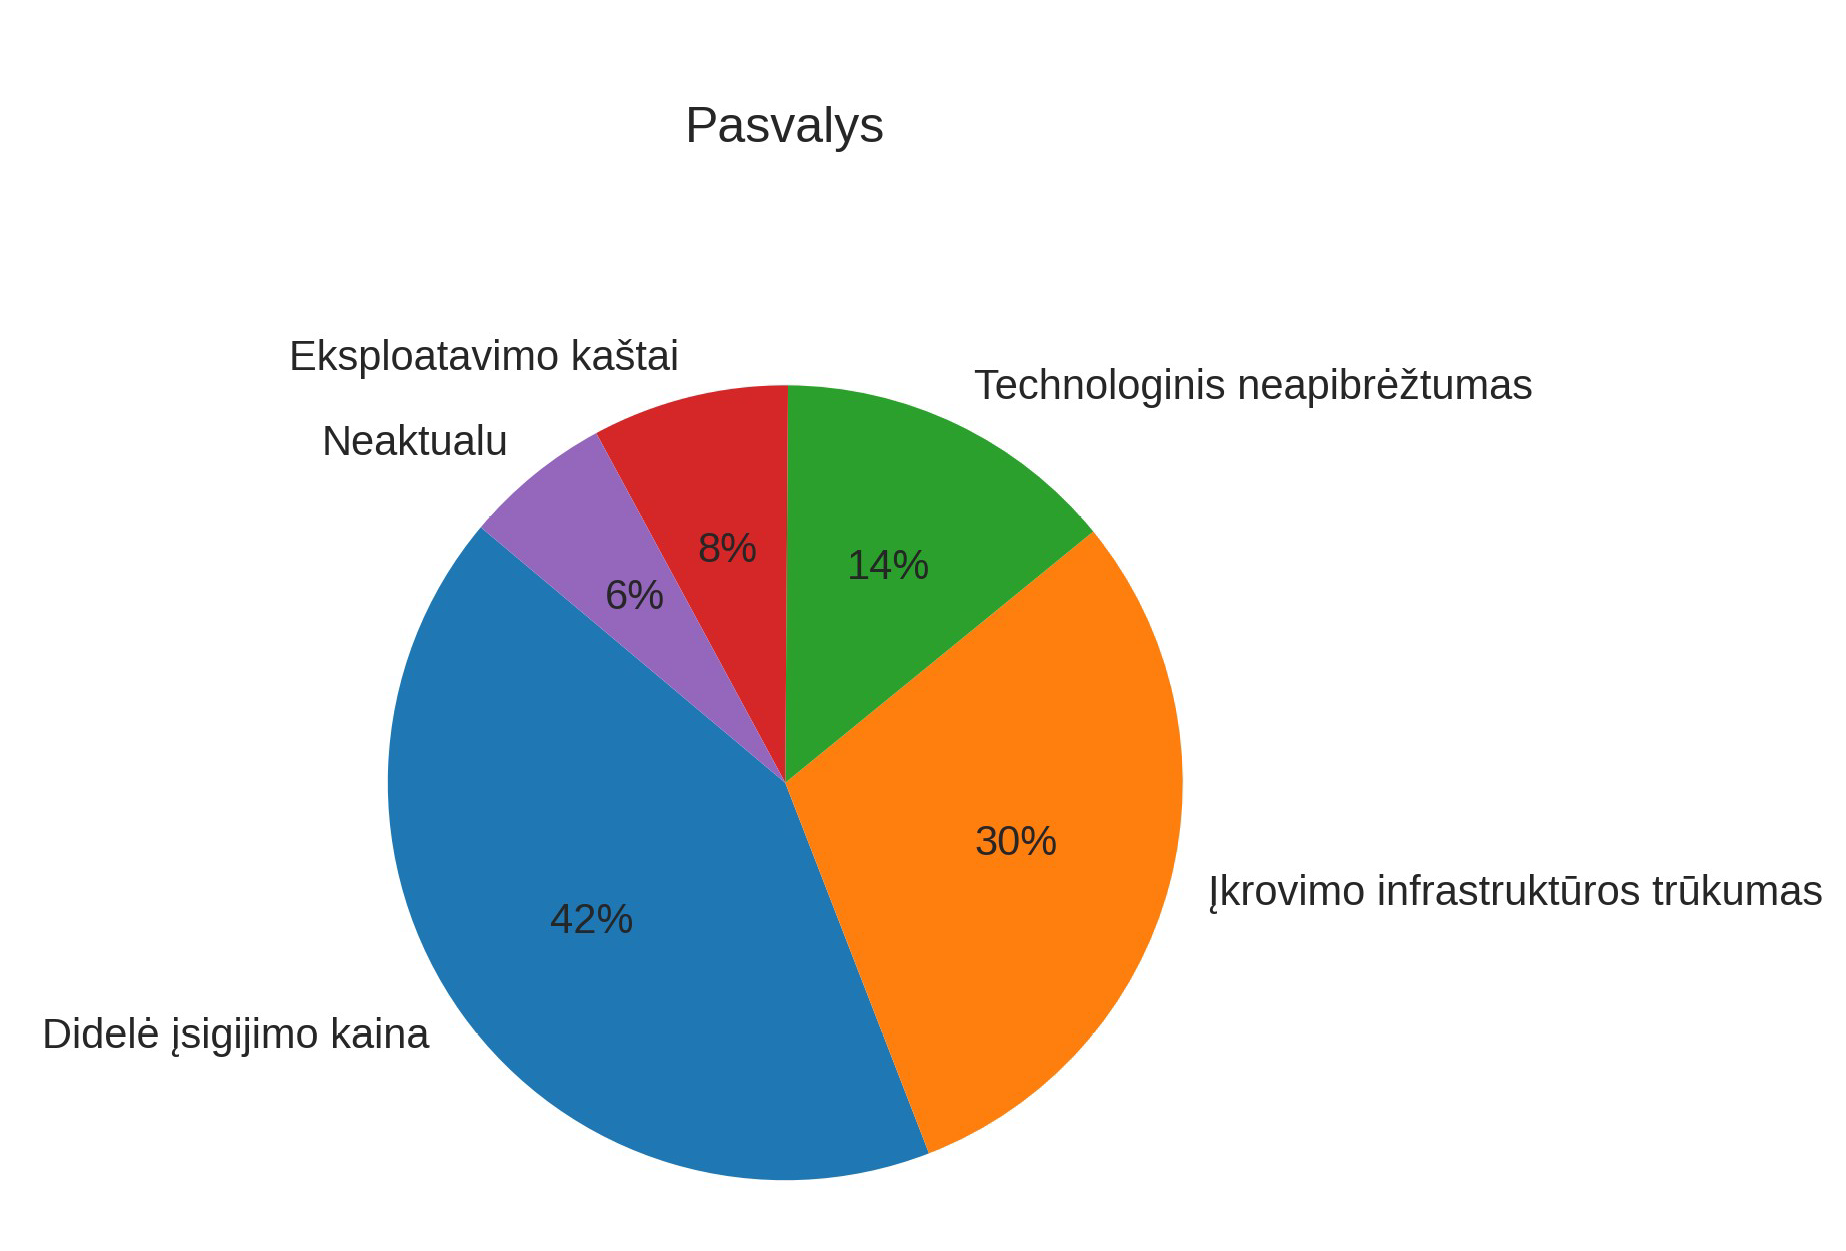 Pasvalys
Eksploatavimo kaštai
Technologinis neapibrėžtumas
Neaktualu
8%
14%
6%
30%
Įkrovimo infrastruktūros trūkumas
42%
Didelė įsigijimo kaina